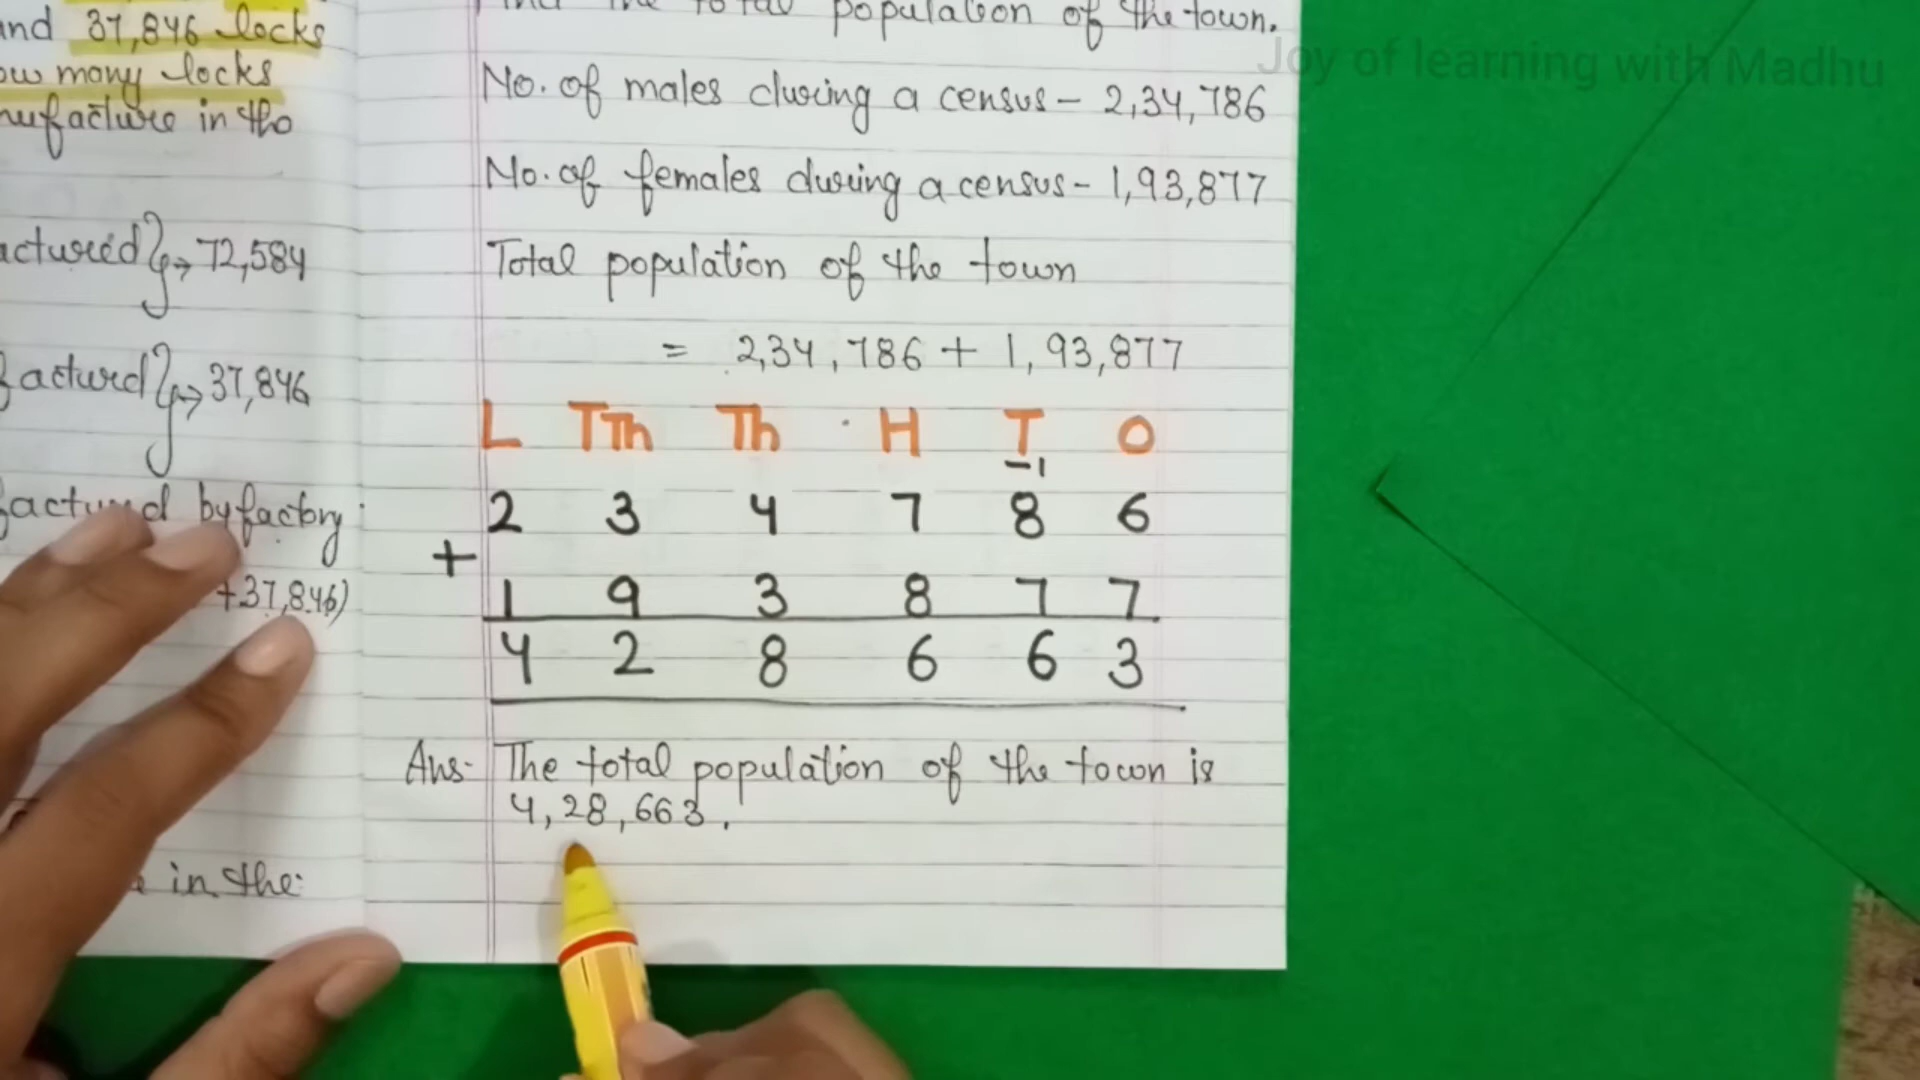 and 37,846 locks
many locks
in the
72,584
37,846
by factory
+37,846)
in the
the total population of the town.
No. of males during a census - 2,34,786
No. of females during a census - 1,93,877
Total population of the town
= 2,34,786 + 1,93,877
L TTh Th H T O
-1
2 3 4 7 8 6
+
1 9 3 8 7 7
4 2 8 6 6 3
Ans- The total population of the town is
4,28,663.
Joy of learning with Madhu